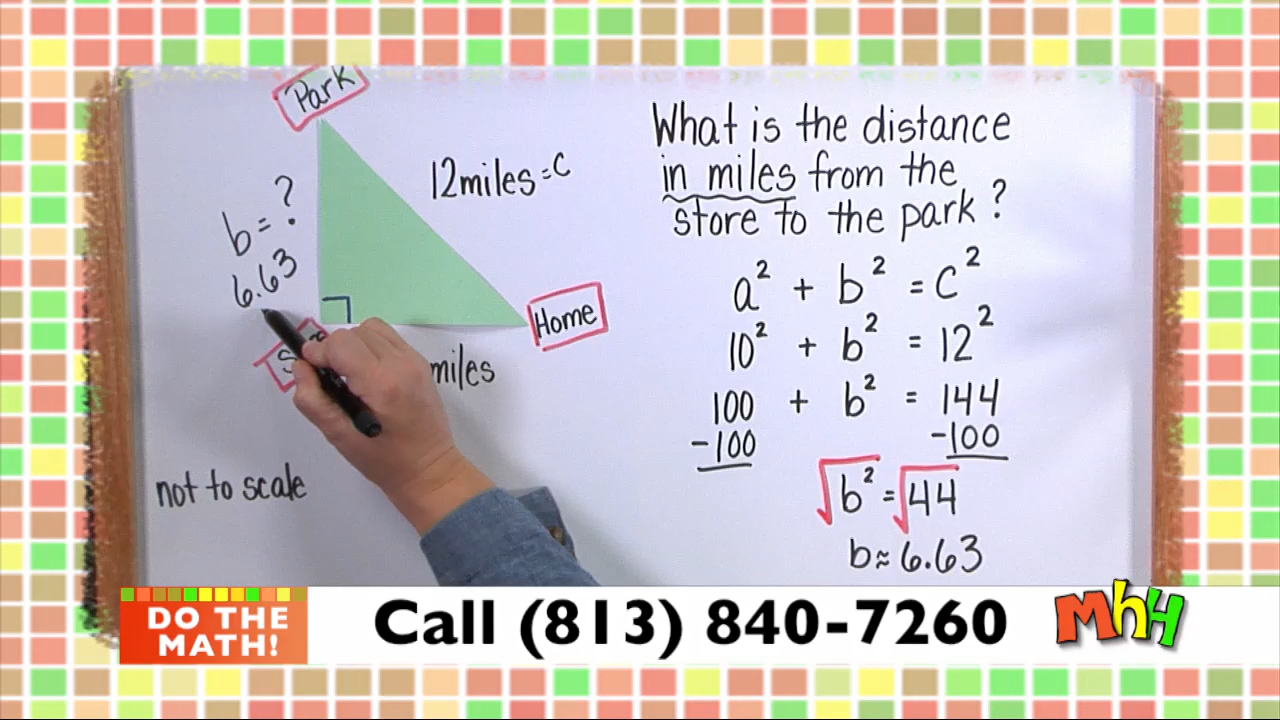 Park
12miles=c
b=?
6.63
Home
miles
not to scale
What is the distance
in miles from the
store to the park?
a² + b² = c²
10² + b² = 12²
100 + b² = 144
-100 -100
√b² = √44
b≈6.63
DO THE
MATH!
Call (813) 840-7260
Mh4